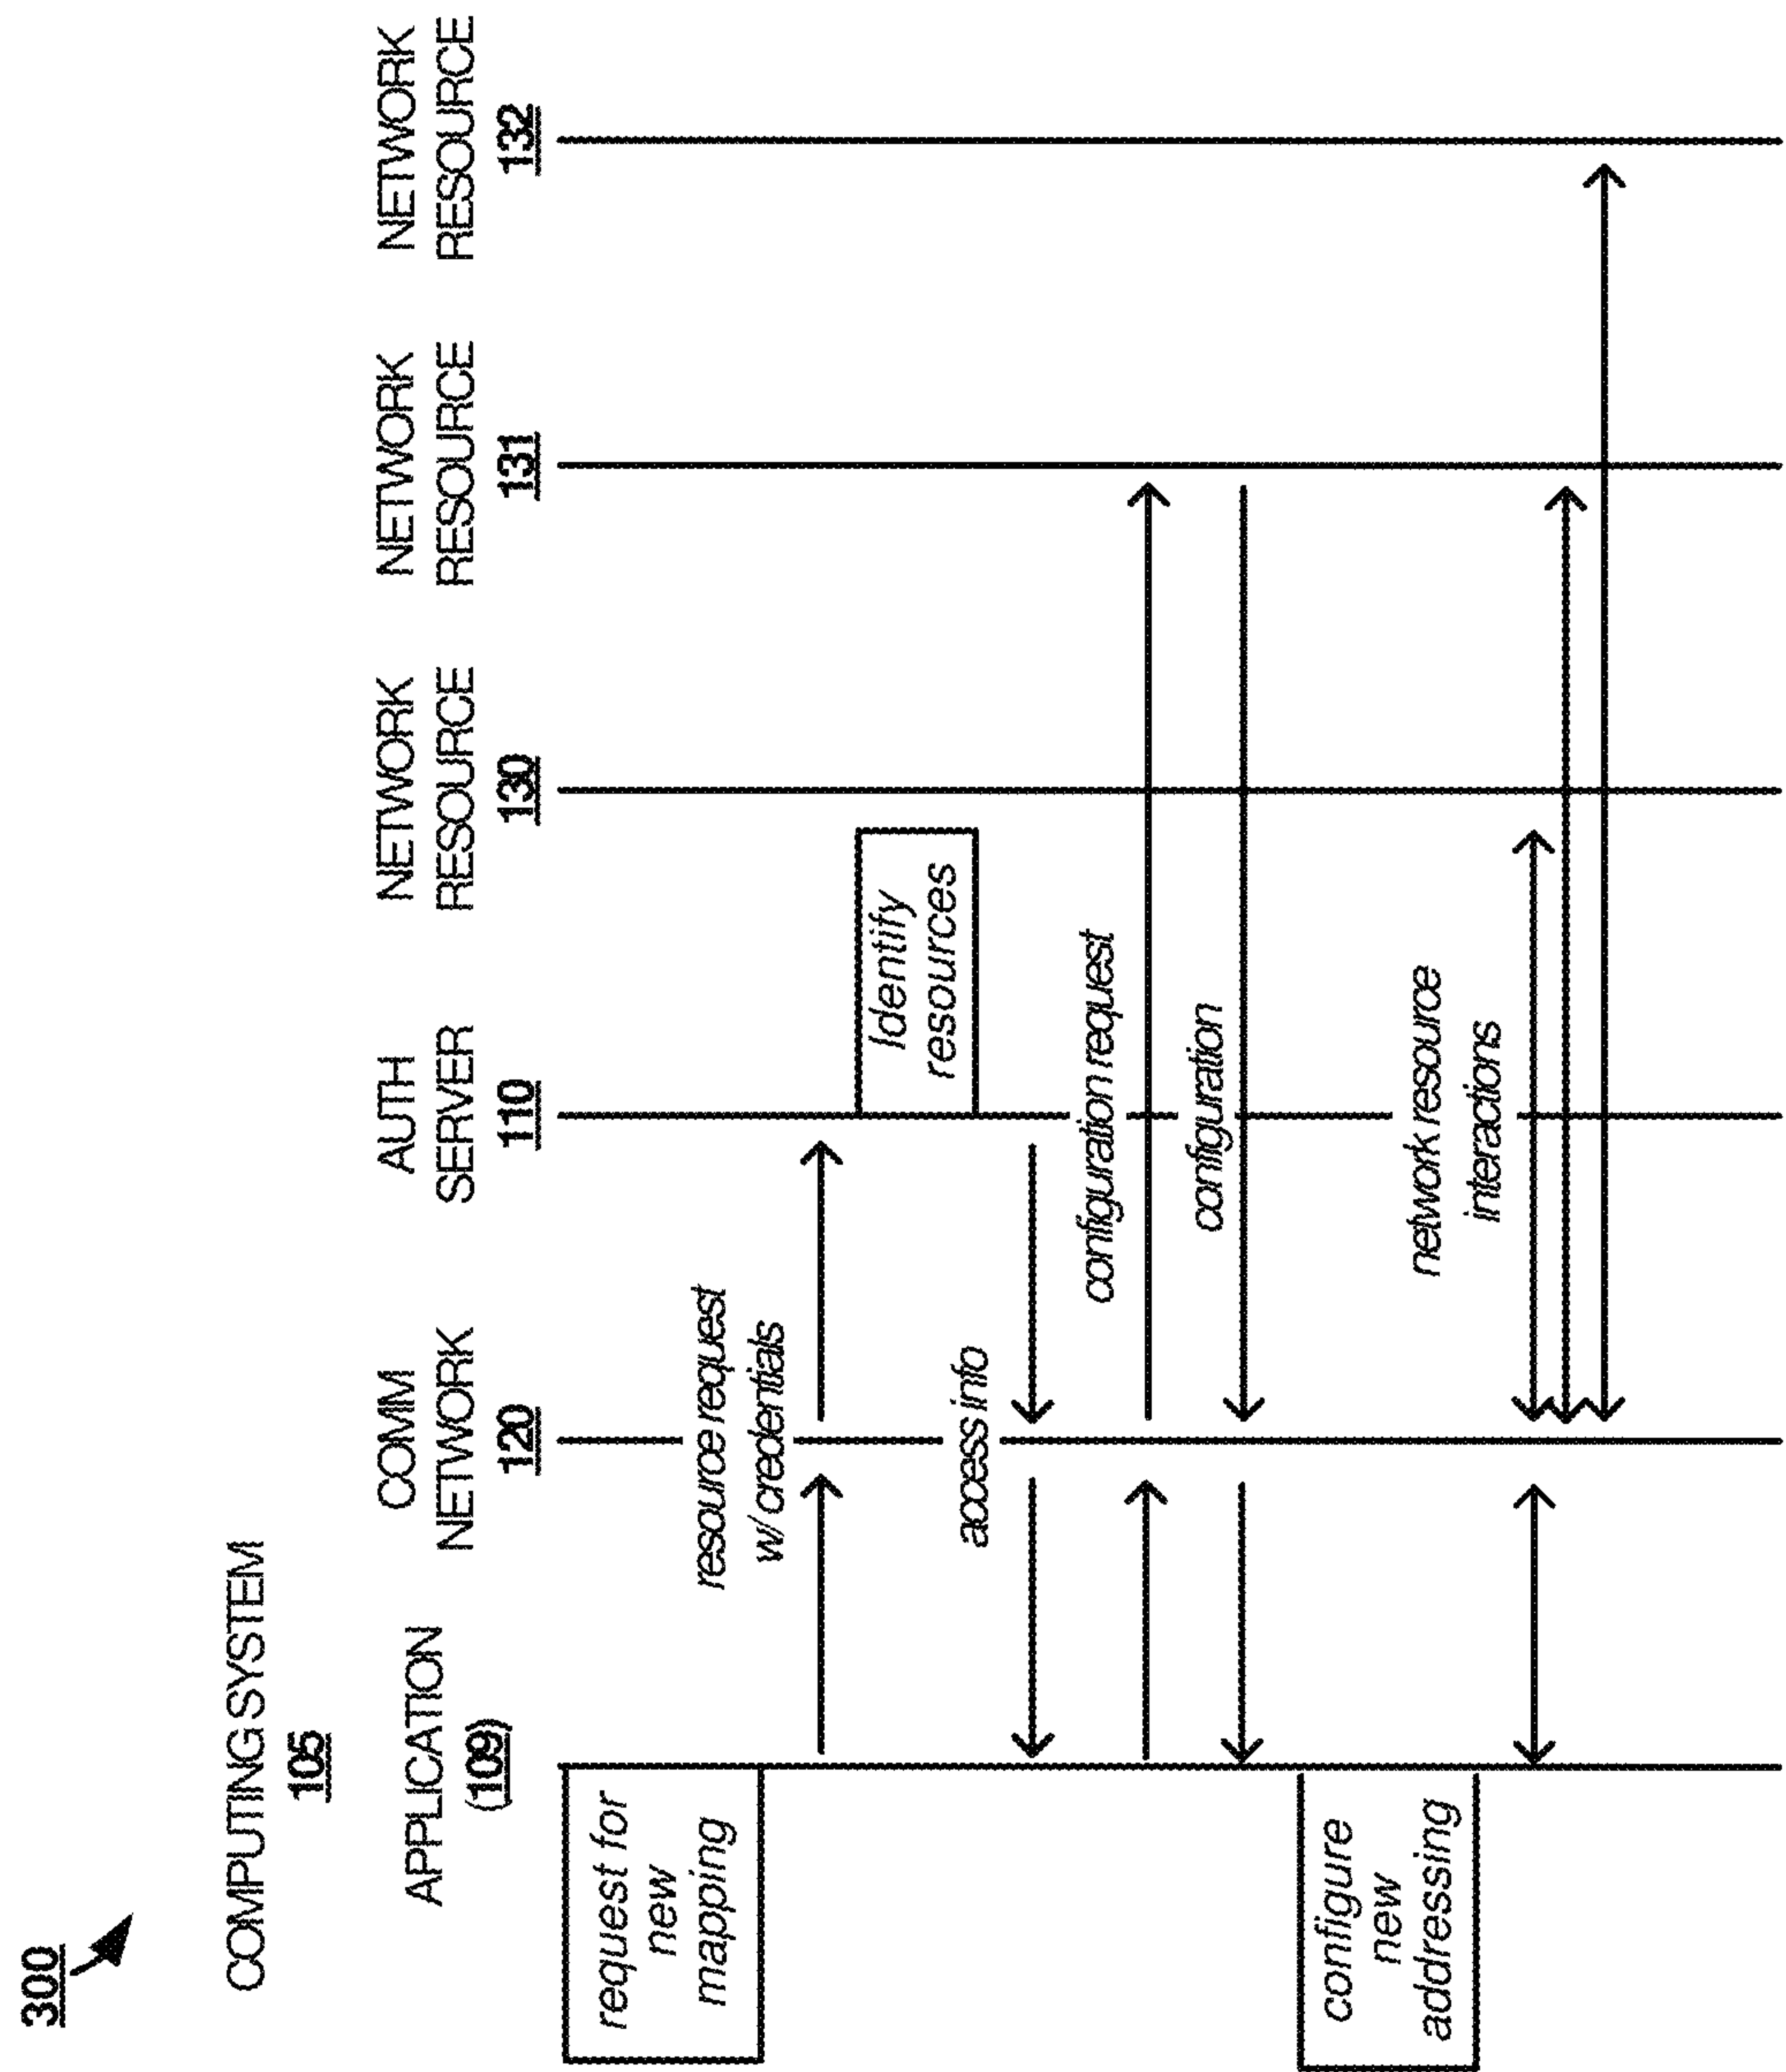 300
COMPUTING SYSTEM
105
APPLICATION
(109)
COMM
NETWORK
120
AUTH
SERVER
110
NETWORK
RESOURCE
130
NETWORK
RESOURCE
131
NETWORK
RESOURCE
132
request for
new
mapping
resource request
w/ credentials
Identify
resources
access info
configuration request
configuration
configure
new
addressing
network resource
interactions